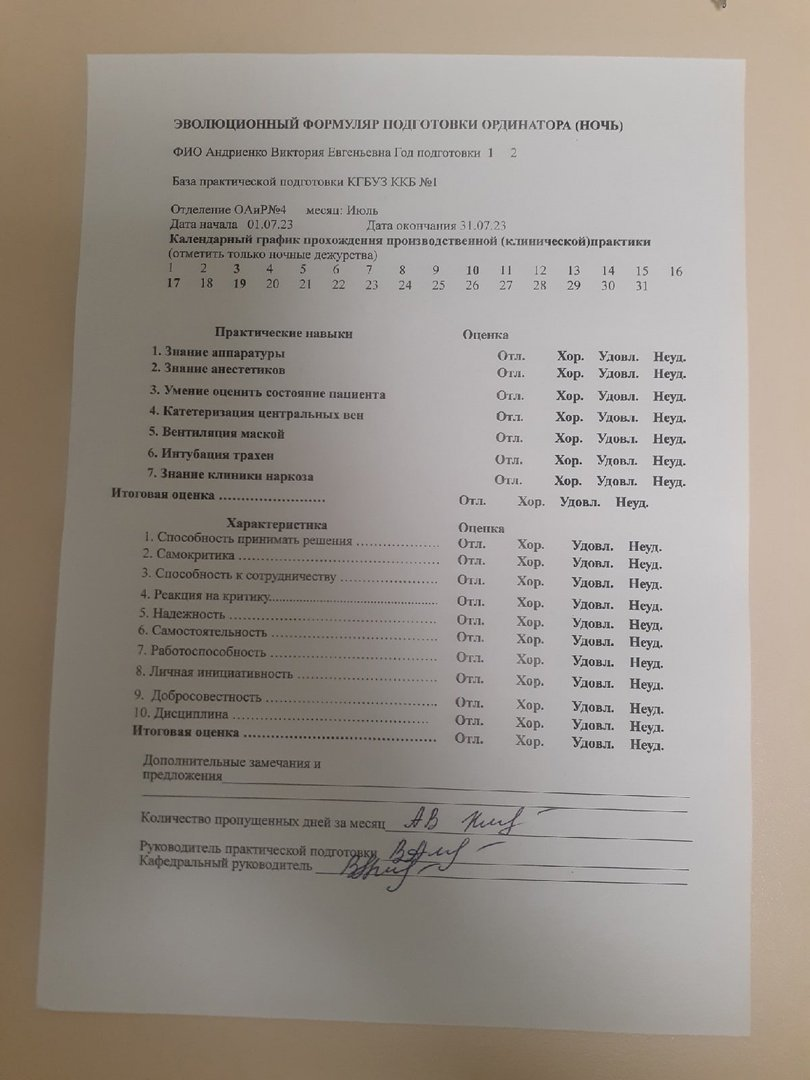 ЭВОЛЮЦИОННЫЙ ФОРМУЛЯР ПОДГОТОВКИ ОРДИНАТОРА (НОЧЬ)
ФИО Андриенко Виктория Евгеньевна Год подготовки 1 2
База практической подготовки КГБУЗ ККБ №1
Отделение ОАиР№4 месяц: Июль
Дата начала 01.07.23 Дата окончания 31.07.23
Календарный график прохождения производственной (клинической)практики
(отметить только ночные дежурства)
1 2 3 4 5 6 7 8 9 10 11 12 13 14 15 16
17 18 19 20 21 22 23 24 25 26 27 28 29 30 31
Практические навыки Оценка
1. Знание аппаратуры Отл. Хор. Удовл. Неуд.
2. Знание анестетиков Отл. Хор. Удовл. Неуд.
3. Умение оценить состояние пациента Отл. Хор. Удовл. Неуд.
4. Катетеризации центральных вен Отл. Хор. Удовл. Неуд.
5. Вентиляция маской Отл. Хор. Удовл. Неуд.
6. Интубация трахеи Отл. Хор. Удовл. Неуд.
7. Знание клиники наркоза Отл. Хор. Удовл. Неуд.
Итоговая оценка ........................ Отл. Хор. Удовл. Неуд.
Характеристика Оценка
1. Способность принимать решения .................. Отл. Хор. Удовл. Неуд.
2. Самокритика ........................................... Отл. Хор. Удовл. Неуд.
3. Способность к сотрудничеству ..................... Отл. Хор. Удовл. Неуд.
4. Реакция на критику................................................ Отл. Хор. Удовл. Неуд.
5. Надежность ............................................. Отл. Хор. Удовл. Неуд.
6. Самостоятельность .................................... Отл. Хор. Удовл. Неуд.
7. Работоспособность .................................... Отл. Хор. Удовл. Неуд.
8. Личная инициативность .............................. Отл. Хор. Удовл. Неуд.
9. Добросовестность ..................................... Отл. Хор. Удовл. Неуд.
10. Дисциплина ........................................... Отл. Хор. Удовл. Неуд.
Итоговая оценка .......................................... Отл. Хор. Удовл. Неуд.
Дополнительные замечания и
предложения
Количество пропущенных дней за месяц
Руководитель практической подготовки
Кафедральный руководитель